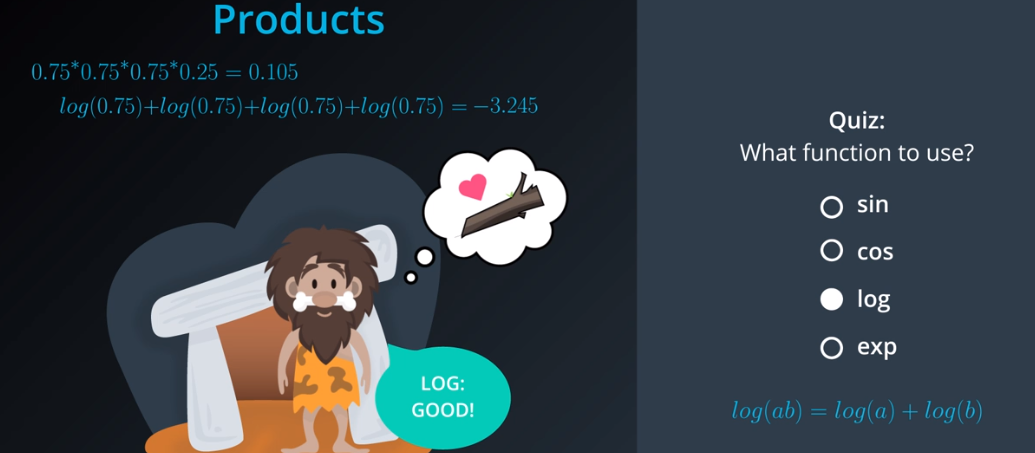 Products
0.75*0.75*0.75*0.25 = 0.105
log(0.75)+log(0.75)+log(0.75)+log(0.75) = −3.245
LOG:
GOOD!
Quiz:
What function to use?
sin
cos
log
exp
log(ab) = log(a) + log(b)